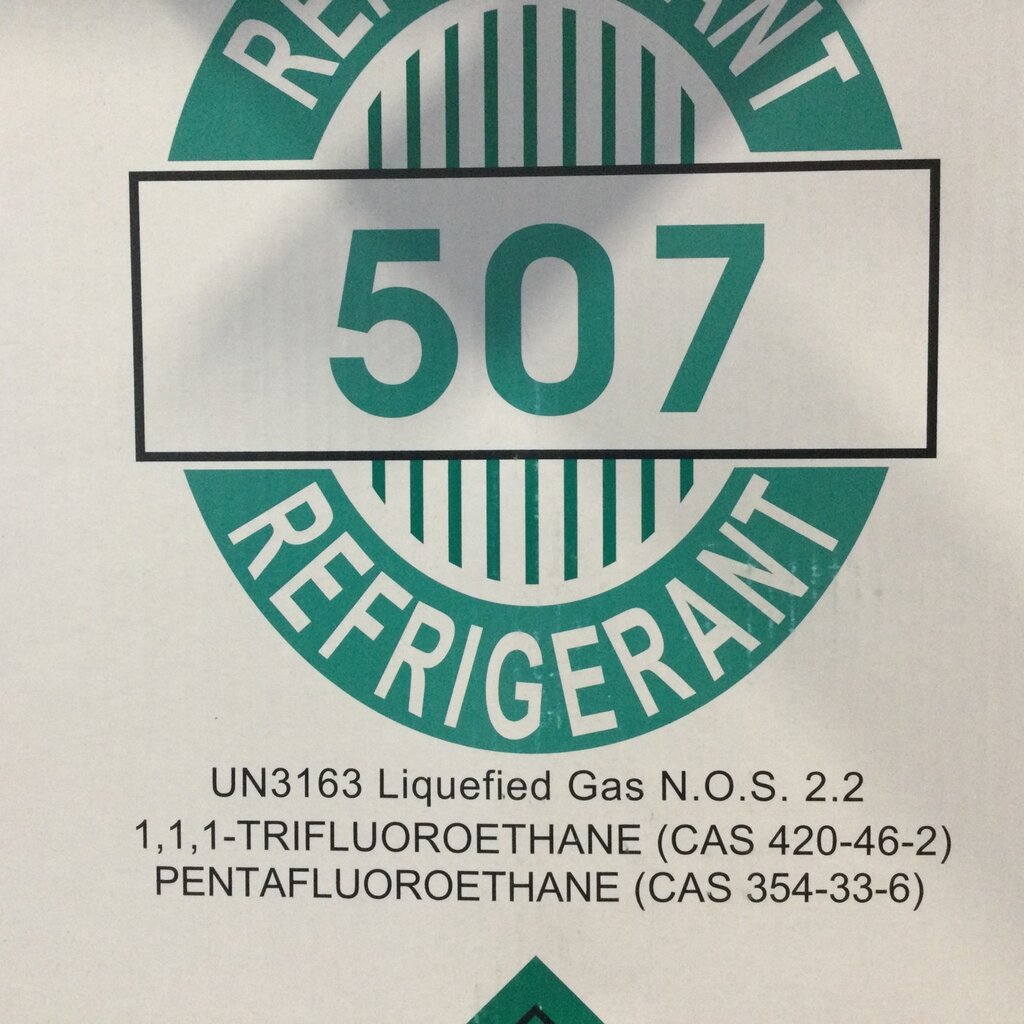 507
REFRIGERANT
UN3163 Liquefied Gas N.O.S. 2.2
1,1,1-TRIFLUOROETHANE (CAS 420-46-2)
PENTAFLUOROETHANE (CAS 354-33-6)